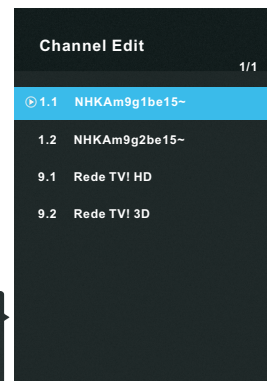 Channel Edit
1/1
1.1 NHKAm9g1be15~
1.2 NHKAm9g2be15~
9.1 Rede TV! HD
9.2 Rede TV! 3D